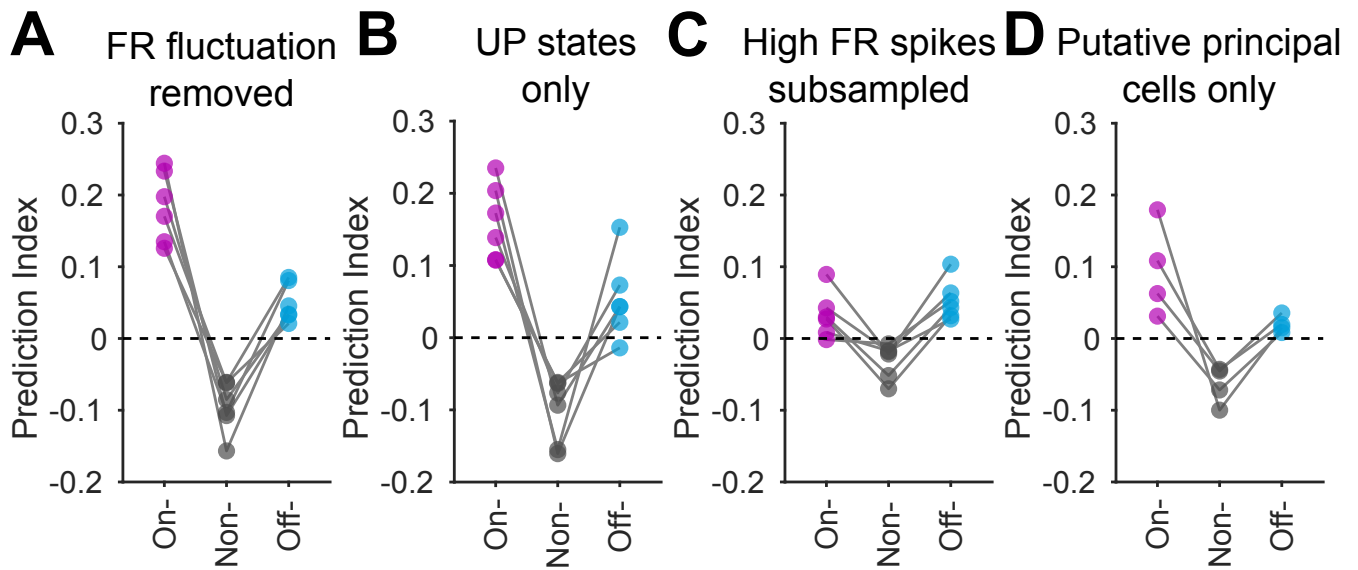 A
FR fluctuation
removed
0.3
0.2
0.1
0
-0.1
-0.2
Prediction Index
On-
Non-
Off-
B
UP states
only
0.3
0.2
0.1
0
-0.1
-0.2
Prediction Index
On-
Non-
Off-
C
High FR spikes
subsampled
0.3
0.2
0.1
0
-0.1
-0.2
Prediction Index
On-
Non-
Off-
D
Putative principal
cells only
0.3
0.2
0.1
0
-0.1
-0.2
Prediction Index
On-
Non-
Off-